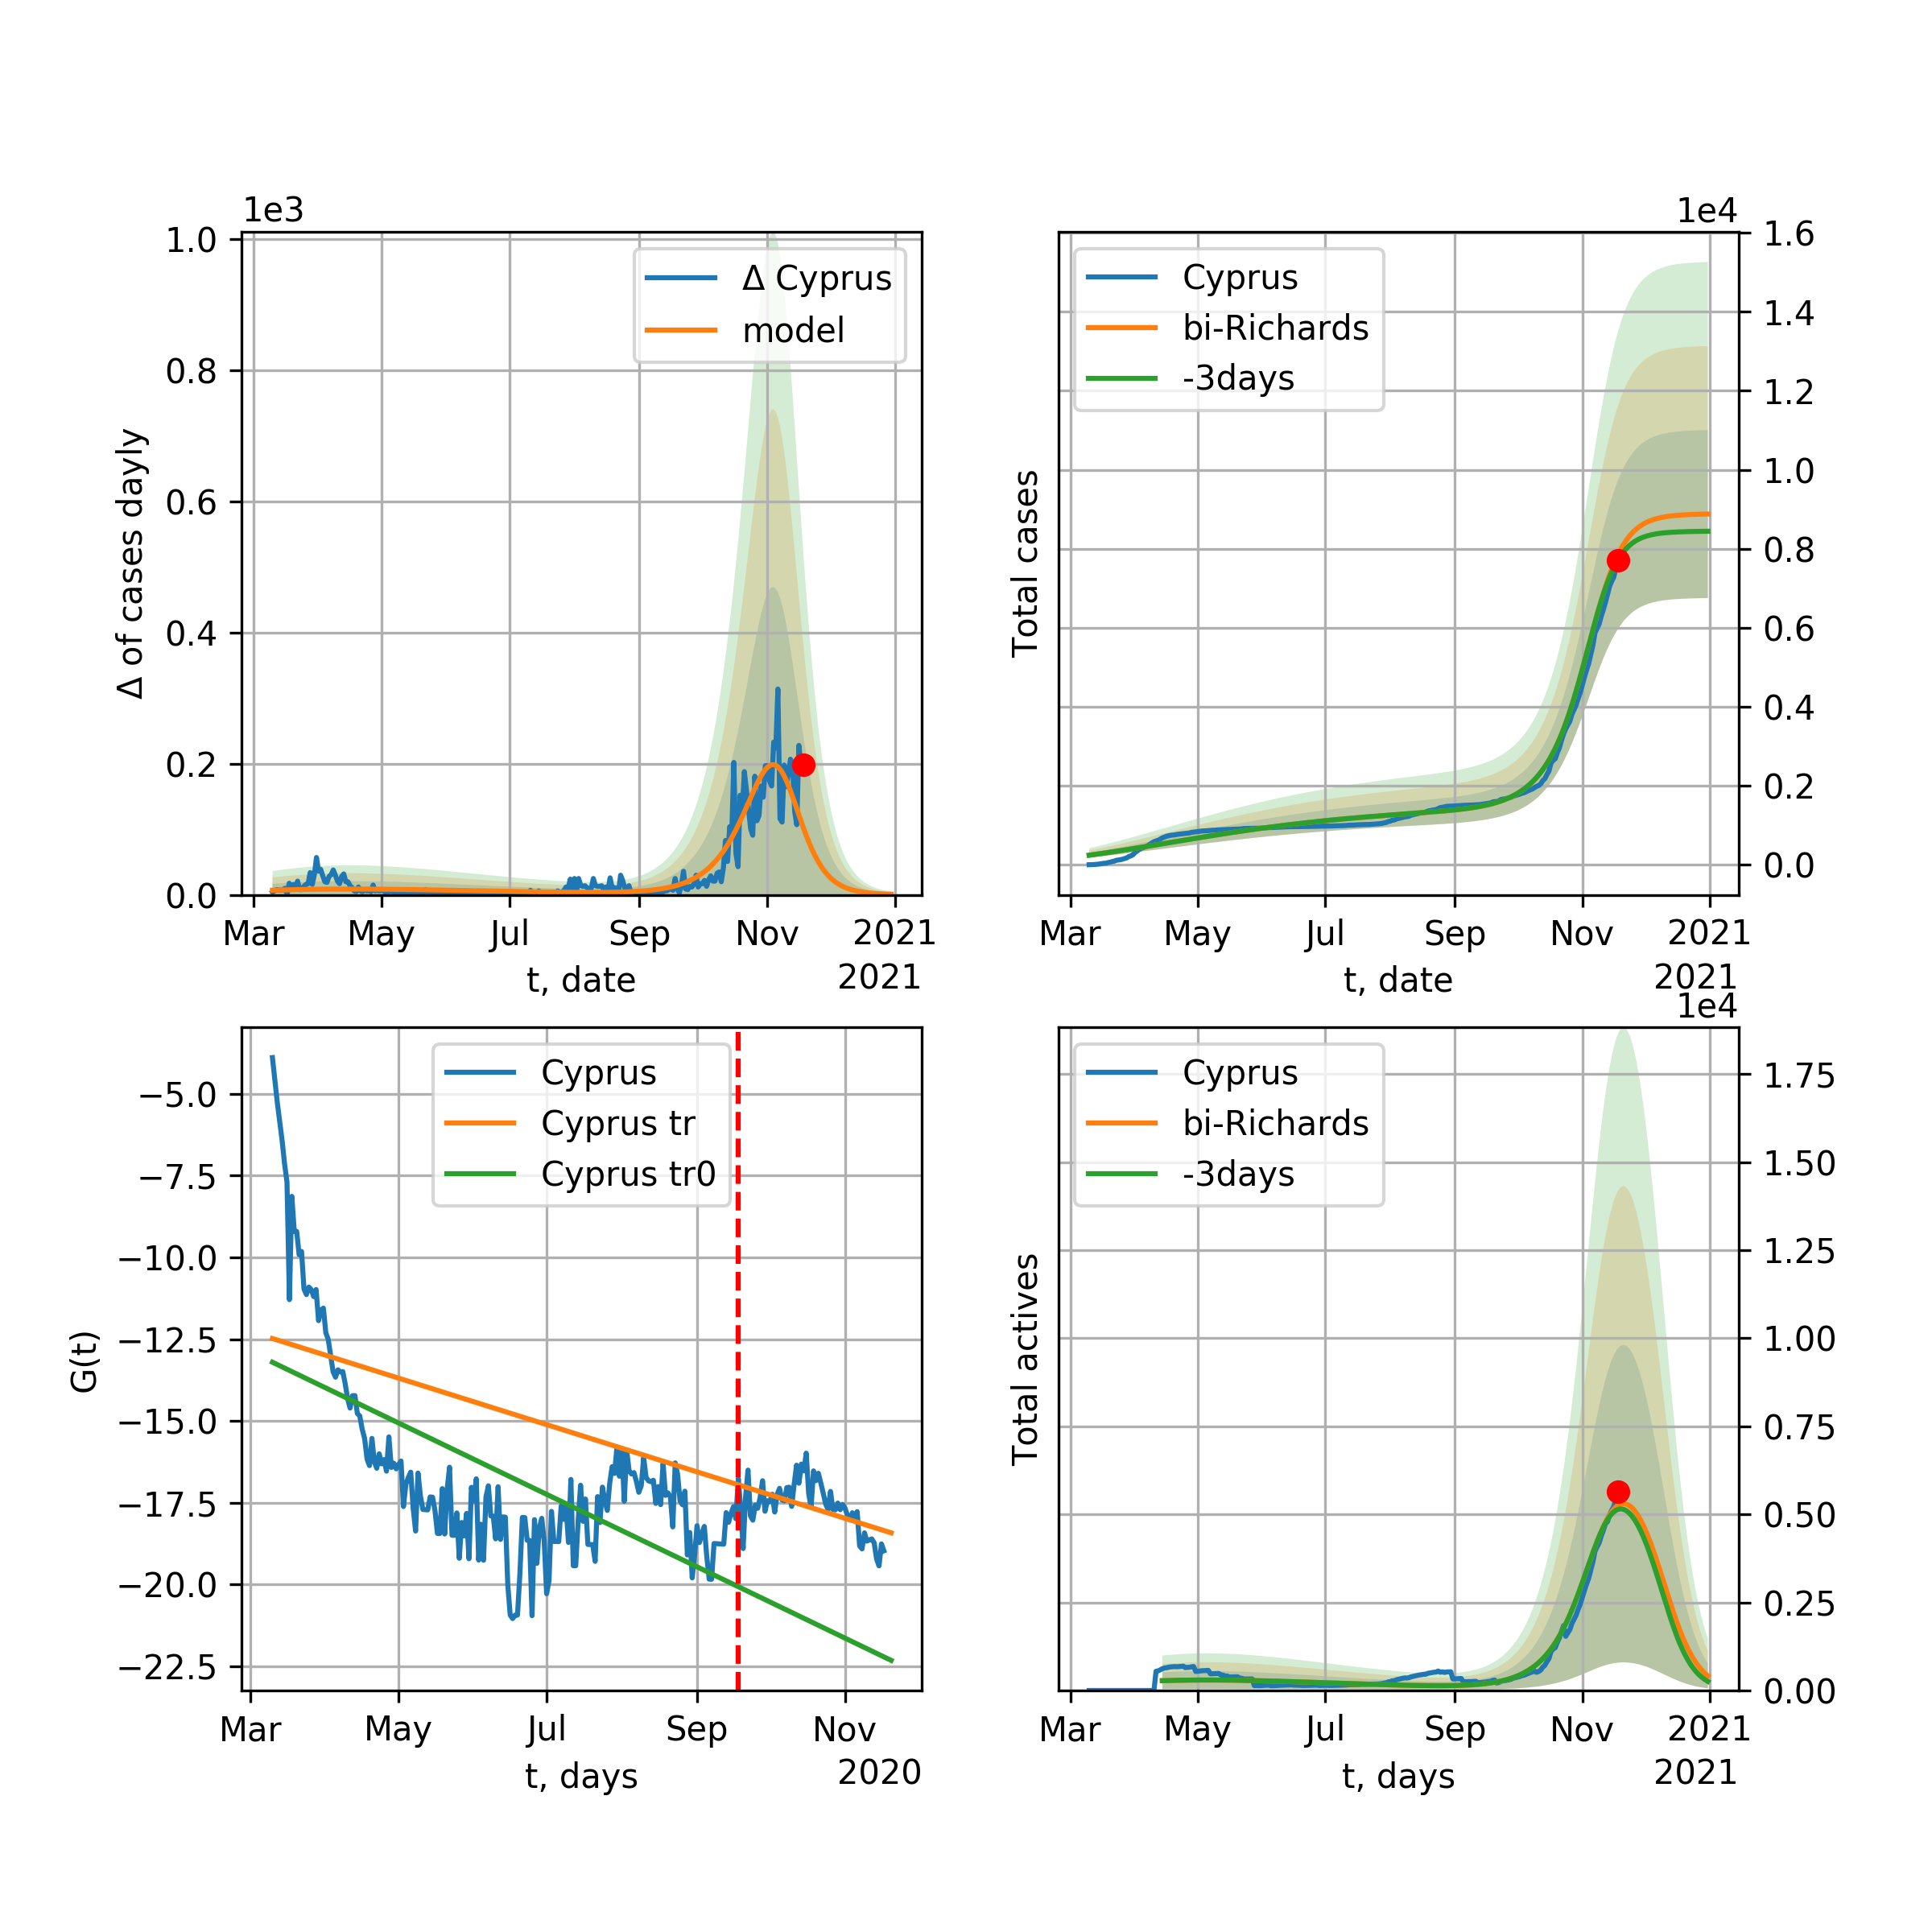 1e3
1.0
0.8
0.6
0.4
0.2
0.0
Δ of cases dayly
Δ Cyprus
model
Mar May Jul Sep Nov 2021
t, date
2021
1e4
Cyprus
bi-Richards
-3days
Total cases
1.6
1.4
1.2
1.0
0.8
0.6
0.4
0.2
0.0
Mar May Jul Sep Nov 2021
t, date
2021
−5.0
−7.5
−10.0
−12.5
−15.0
−17.5
−20.0
−22.5
G(t)
Cyprus
Cyprus tr
Cyprus tr0
Mar May Jul Sep Nov
t, days
2020
1e4
Cyprus
bi-Richards
-3days
Total actives
1.75
1.50
1.25
1.00
0.75
0.50
0.25
0.00
Mar May Jul Sep Nov 2021
t, days
2021